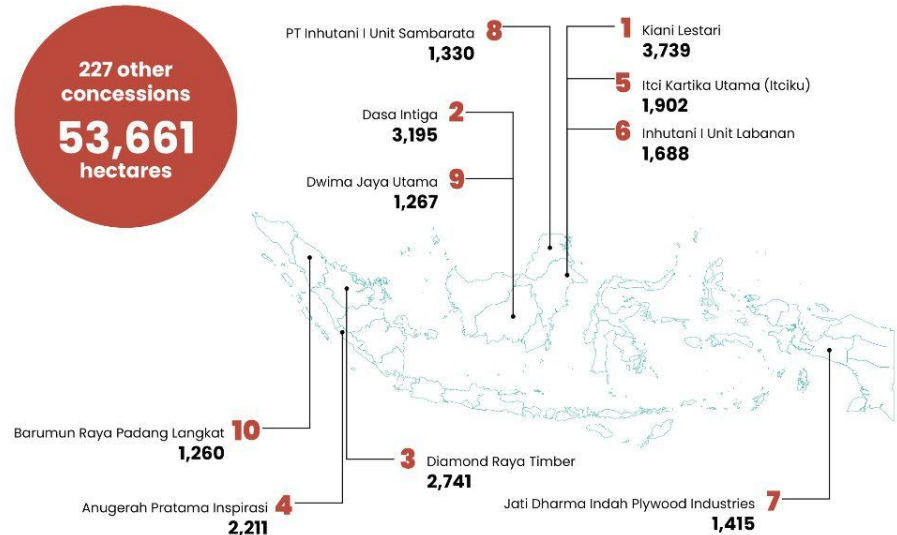 227 other
concessions
53,661
hectares
PT Inhutani I Unit Sambarata 8
1,330
Dasa Intiga 2
3,195
Dwima Jaya Utama 9
1,267
1 Kiani Lestari
3,739
5 Itci Kartika Utama (Itciku)
1,902
6 Inhutani I Unit Labanan
1,688
Barumun Raya Padang Langkat 10
1,260
Anugerah Pratama Inspirasi 4
2,211
3 Diamond Raya Timber
2,741
Jati Dharma Indah Plywood Industries 7
1,415